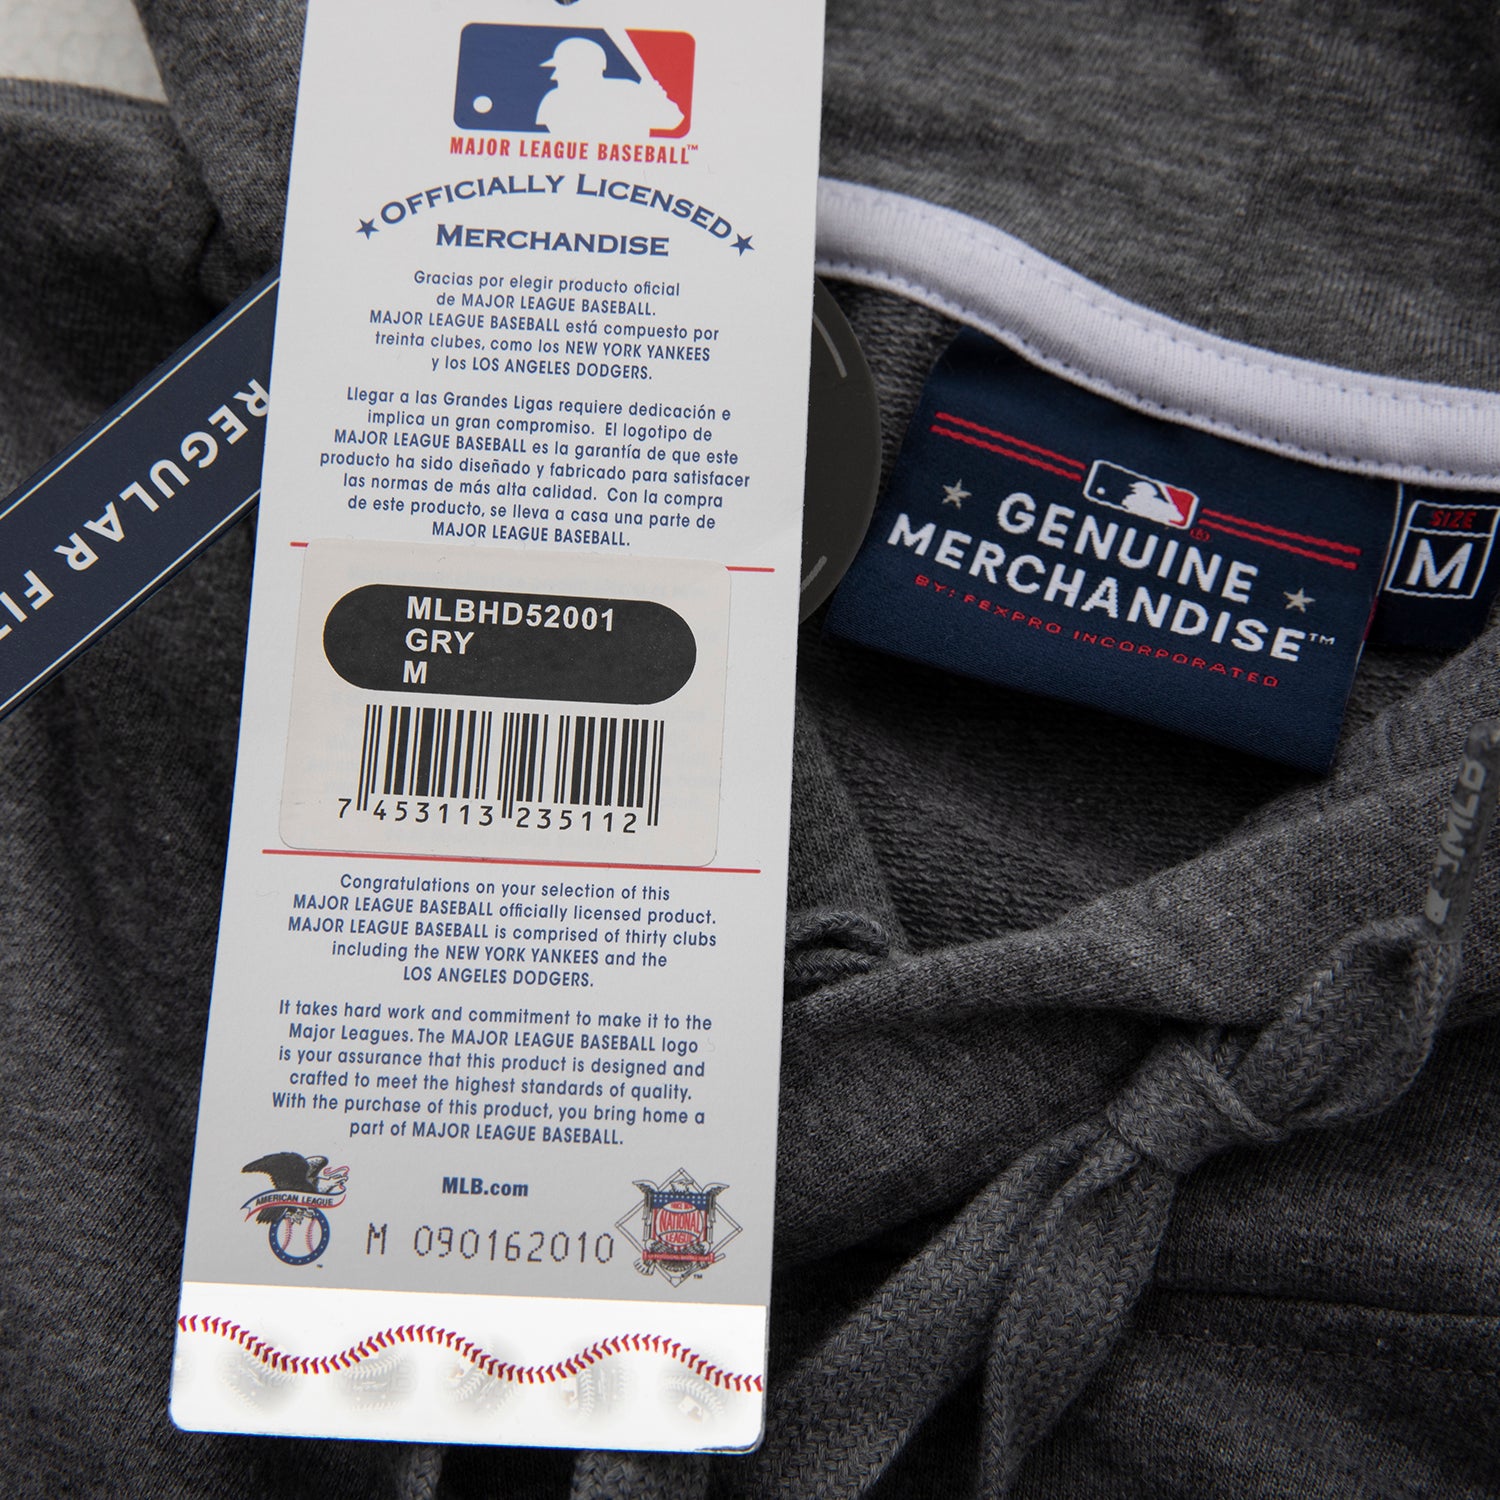 MAJOR LEAGUE BASEBALL™
★ OFFICIALLY LICENSED ★
MERCHANDISE
Gracias por elegir producto oficial
de MAJOR LEAGUE BASEBALL.
MAJOR LEAGUE BASEBALL está compuesto por
treinta clubes, como los NEW YORK YANKEES
y los LOS ANGELES DODGERS.
Llegar a las Grandes Ligas requiere dedicación e
implica un gran compromiso. El logotipo de
MAJOR LEAGUE BASEBALL es la garantía de que este
producto ha sido diseñado y fabricado para satisfacer
las normas de más alta calidad. Con la compra
de este producto, se lleva a casa una parte de
MAJOR LEAGUE BASEBALL.
MLBHD52001
GRY
M
7 453113 235112
Congratulations on your selection of this
MAJOR LEAGUE BASEBALL officially licensed product.
MAJOR LEAGUE BASEBALL is comprised of thirty clubs
including the NEW YORK YANKEES and the
LOS ANGELES DODGERS.
It takes hard work and commitment to make it to the
Major Leagues. The MAJOR LEAGUE BASEBALL logo
is your assurance that this product is designed and
crafted to meet the highest standards of quality.
With the purchase of this product, you bring home a
part of MAJOR LEAGUE BASEBALL.
MLB.com
AMERICAN LEAGUE
™
M 090162010
NATIONAL
LEAGUE
™
REGULAR FIT
GENUINE
MERCHANDISE™
BY: FEXPRO INCORPORATED
SIZE
M